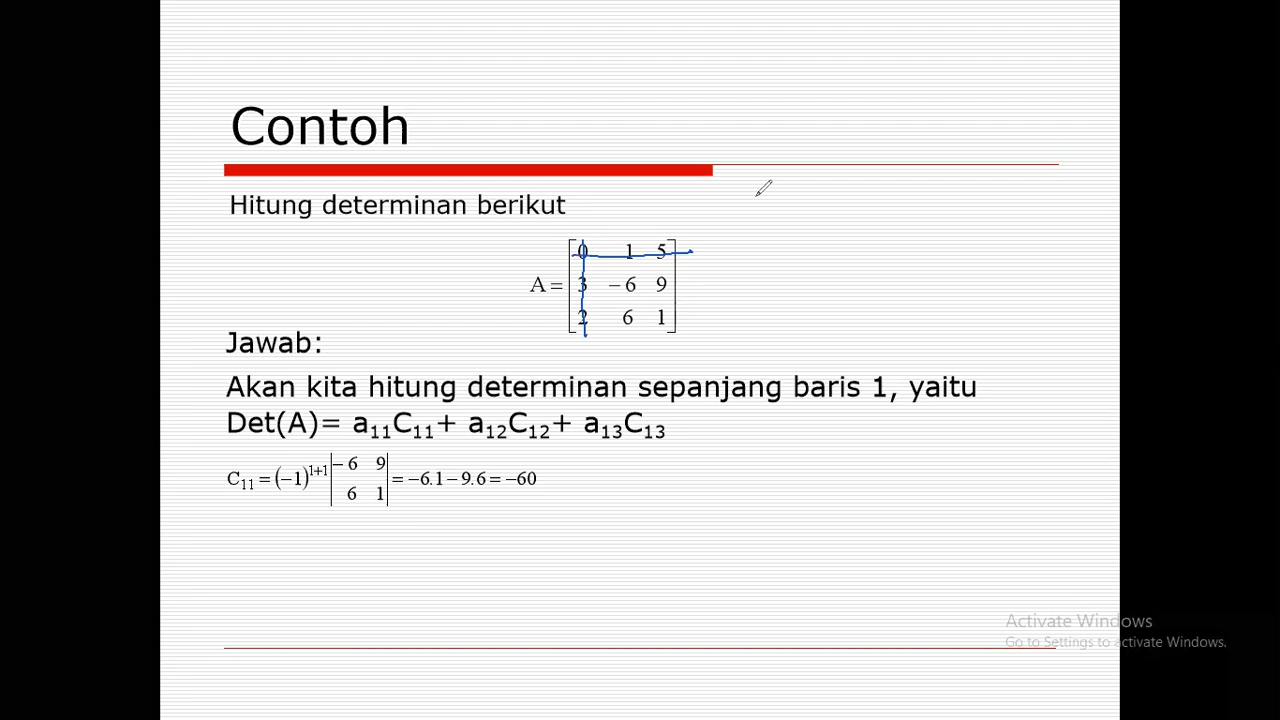 Contoh
Hitung determinan berikut
A = [0 1 5
3 −6 9
2 6 1]
Jawab:
Akan kita hitung determinan sepanjang baris 1, yaitu
Det(A)= a₁₁C₁₁+ a₁₂C₁₂+ a₁₃C₁₃
C₁₁ = (−1)¹⁺¹ |−6 9
6 1| = −6.1 − 9.6 = −60
Activate Windows
Go to Settings to activate Windows.